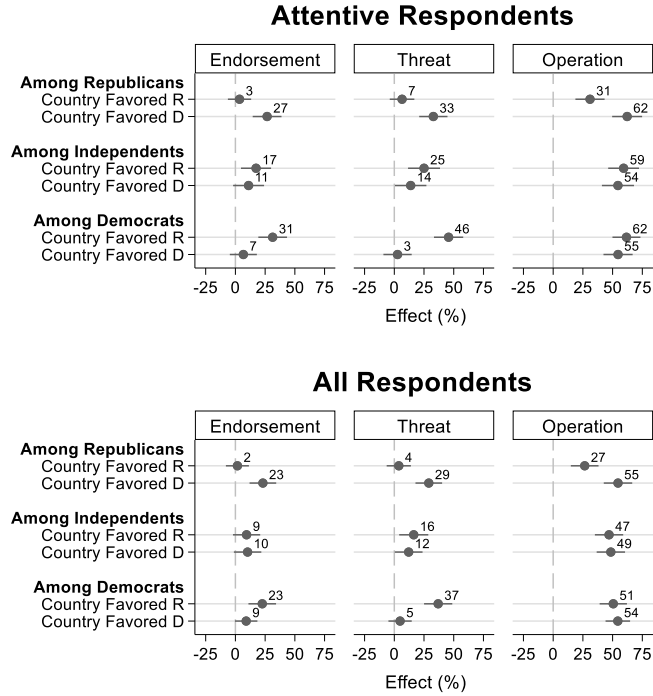 Attentive Respondents
Endorsement Threat Operation
Among Republicans
Country Favored R 3 7 31
Country Favored D 27 33 62
Among Independents
Country Favored R 17 25 59
Country Favored D 11 14 54
Among Democrats
Country Favored R 31 46 62
Country Favored D 7 3 55
-25 0 25 50 75 -25 0 25 50 75 -25 0 25 50 75
Effect (%)
All Respondents
Endorsement Threat Operation
Among Republicans
Country Favored R 2 4 27
Country Favored D 23 29 55
Among Independents
Country Favored R 9 16 47
Country Favored D 10 12 49
Among Democrats
Country Favored R 23 37 51
Country Favored D 9 5 54
-25 0 25 50 75 -25 0 25 50 75 -25 0 25 50 75
Effect (%)